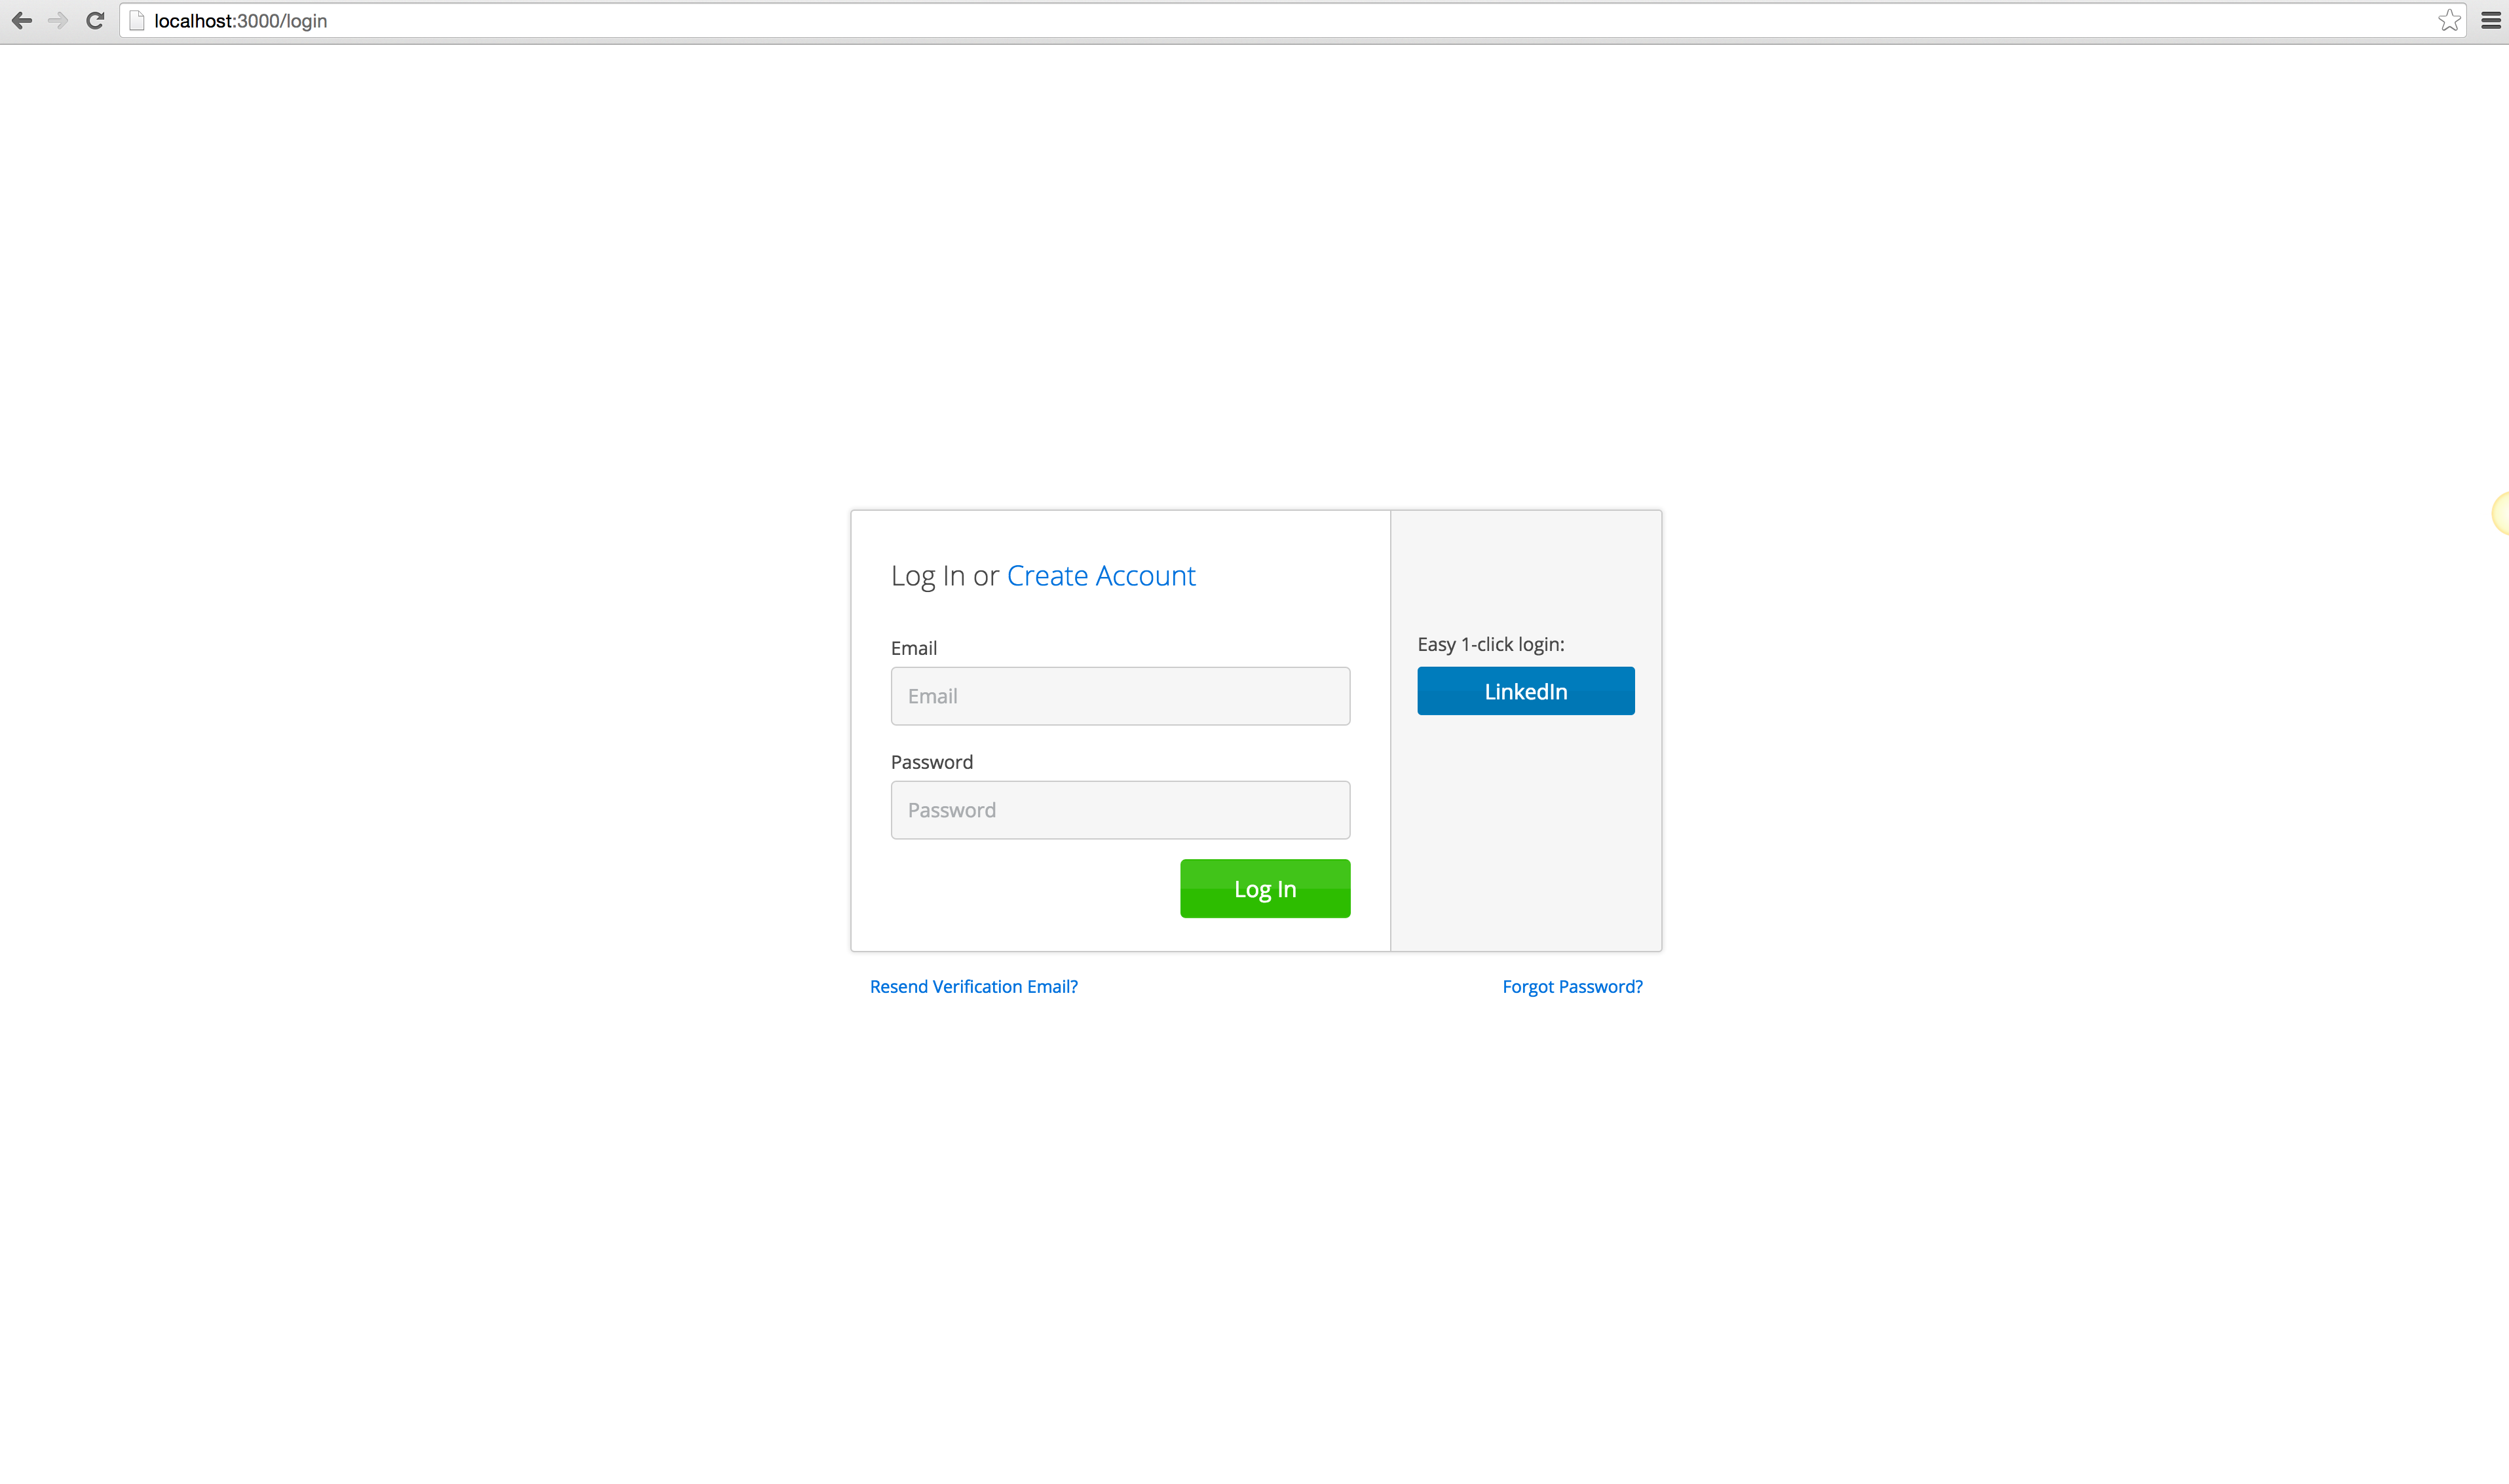 localhost:3000/login
Log In or Create Account
Email
Email
Password
Password
Log In
Easy 1-click login:
LinkedIn
Resend Verification Email?
Forgot Password?